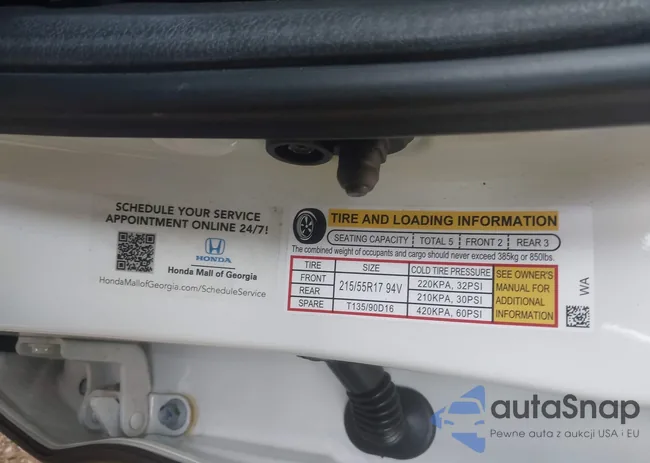 SCHEDULE YOUR SERVICE
APPOINTMENT ONLINE 24/7!
HONDA
Honda Mall of Georgia
HondaMallofGeorgia.com/ScheduleService
TIRE AND LOADING INFORMATION
SEATING CAPACITY TOTAL 5 FRONT 2 REAR 3
The combined weight of occupants and cargo should never exceed 385kg or 850lbs.
TIRE SIZE COLD TIRE PRESSURE
FRONT 215/55R17 94V 220KPA, 32PSI
REAR 210KPA, 30PSI
SPARE T135/90D16 420KPA, 60PSI
SEE OWNER'S
MANUAL FOR
ADDITIONAL
INFORMATION
WA
autaSnap
Pewne auta z aukcji USA i EU